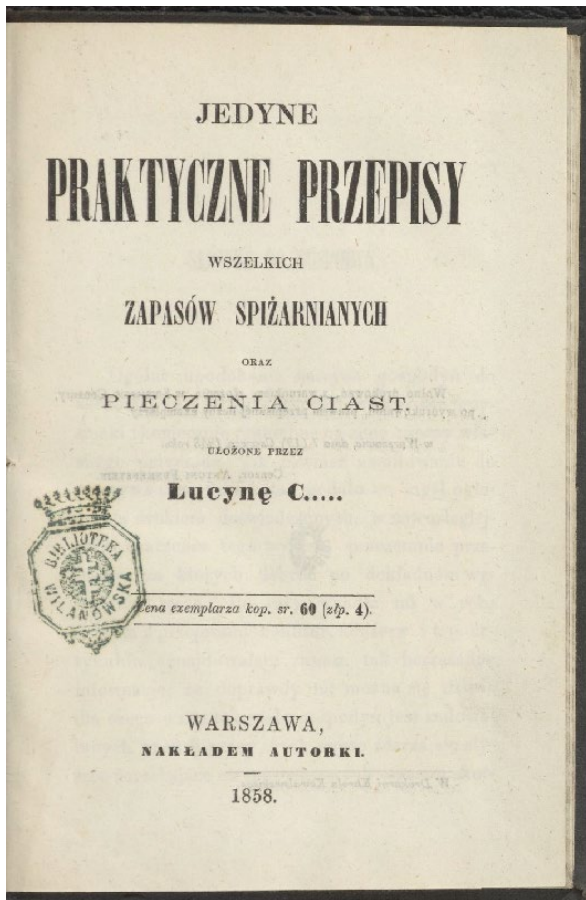 JEDYNE
PRAKTYCZNE PRZEPISY
WSZELKICH
ZAPASÓW SPIŻARNIANYCH
ORAZ
PIECZENIA CIAST.
UŁOŻONE PRZEZ
Lucynę C.....
BIBLIOTEKA
WILANOWSKA
Cena exemplarza kop. sr. 60 (złp. 4).
WARSZAWA,
NAKŁADEM AUTORKI.
1858.